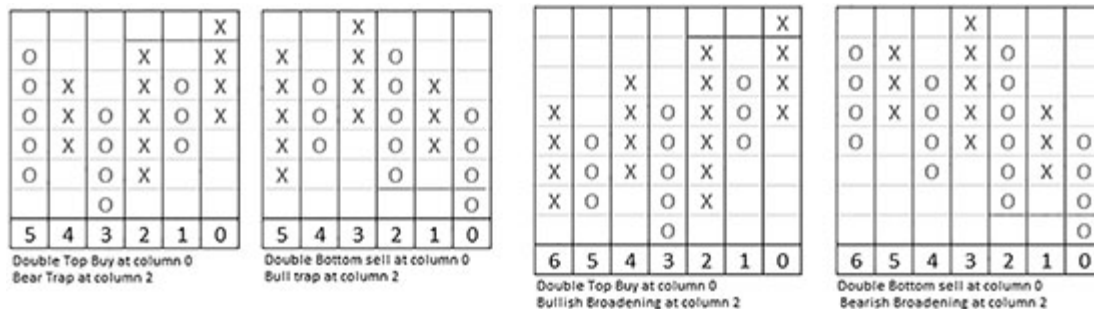 X
O X X
O X X O X
O X O X O X
O X O X O
O O X
O
5 4 3 2 1 0
Double Top Buy at column 0
Bear Trap at column 2
X
X X O
X O X O X
X O X O X O
X O O X O
X O O
O
5 4 3 2 1 0
Double Bottom sell at column 0
Bull trap at column 2
X
X X
X X O X
X X O X O X
X O X O X O
X O X O X
X O O X
O
6 5 4 3 2 1 0
Double Top Buy at column 0
Bullish Broadening at column 2
X
O X X O
O X O X O
O X O X O X
O O X O X O
O O X O
O O
O
6 5 4 3 2 1 0
Double Bottom sell at column 0
Bearish Broadening at column 2